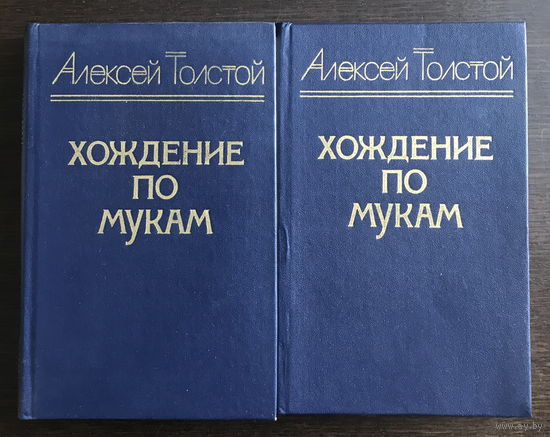 Алексей Толстой
ХОЖДЕНИЕ
ПО
МУКАМ
Алексей Толстой
ХОЖДЕНИЕ
ПО
МУКАМ